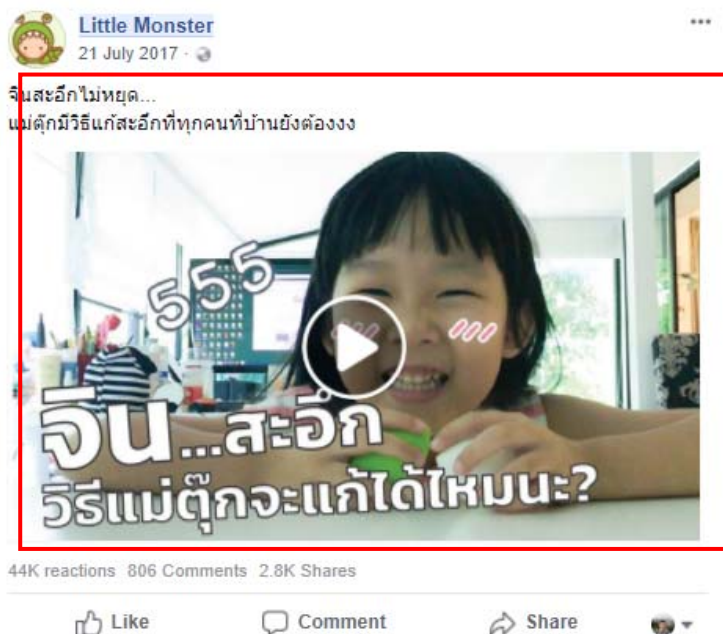 Little Monster
21 July 2017
จินสะอึกไม่หยุด...
แม่ตุ๊กมีวิธีแก้สะอึกที่ทุกคนที่บ้านยังต้องงง
555
จิน...สะอึก
วิธีแม่ตุ๊กจะแก้ได้ไหมนะ?
44K reactions 806 Comments 2.8K Shares
Like Comment Share